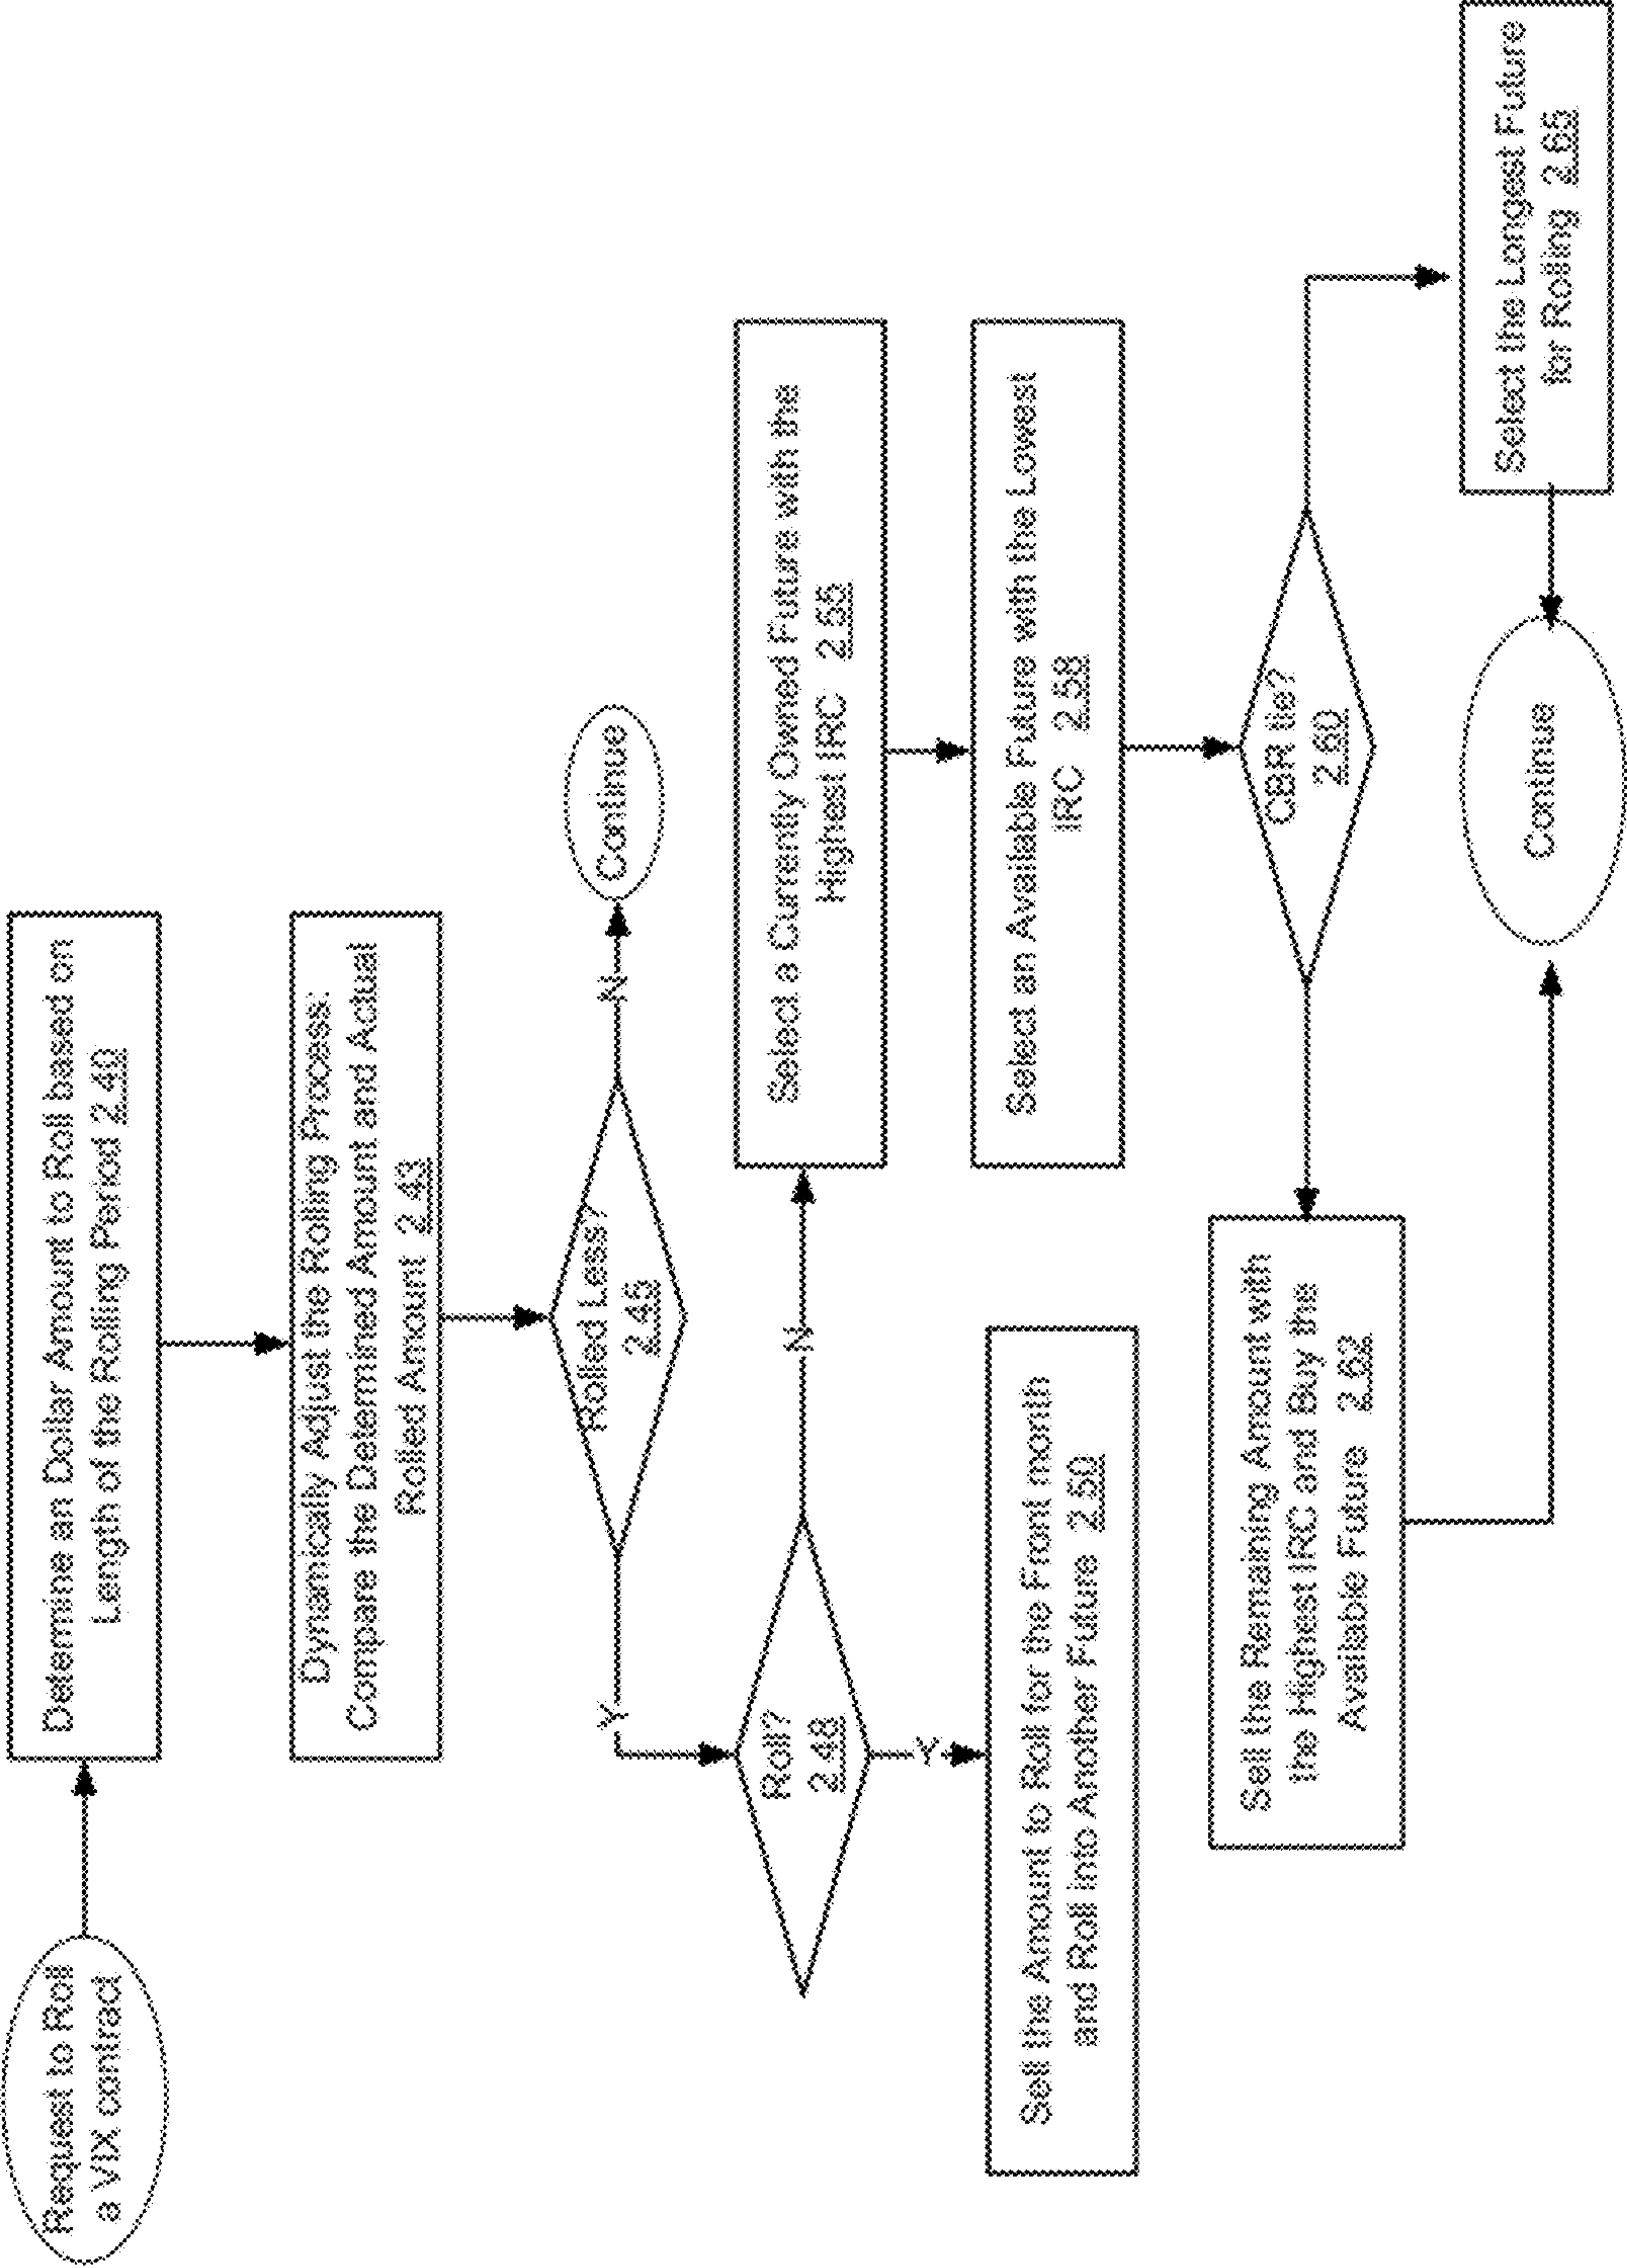 Request to Roll
a VIX contract
Determine an Dollar Amount to Roll based on
Length of the Rolling Period 2.40
Dynamically Adjust the Rolling Process:
Compare the Determined Amount and Actual
Rolled Amount 2.43
Rolled Less?
2.45
N
Continue
Y
Roll?
2.48
N
Y
Sell the Amount to Roll for the Front month
and Roll into Another Future 2.50
Select a Currently Owned Future with the
Highest IRC 2.55
Select an Available Future with the Lowest
IRC 2.58
CBR tie?
2.60
Sell the Remaining Amount with
the Highest IRC and Buy the
Available Future 2.62
Select the Longest Future
for Rolling 2.65
Continue